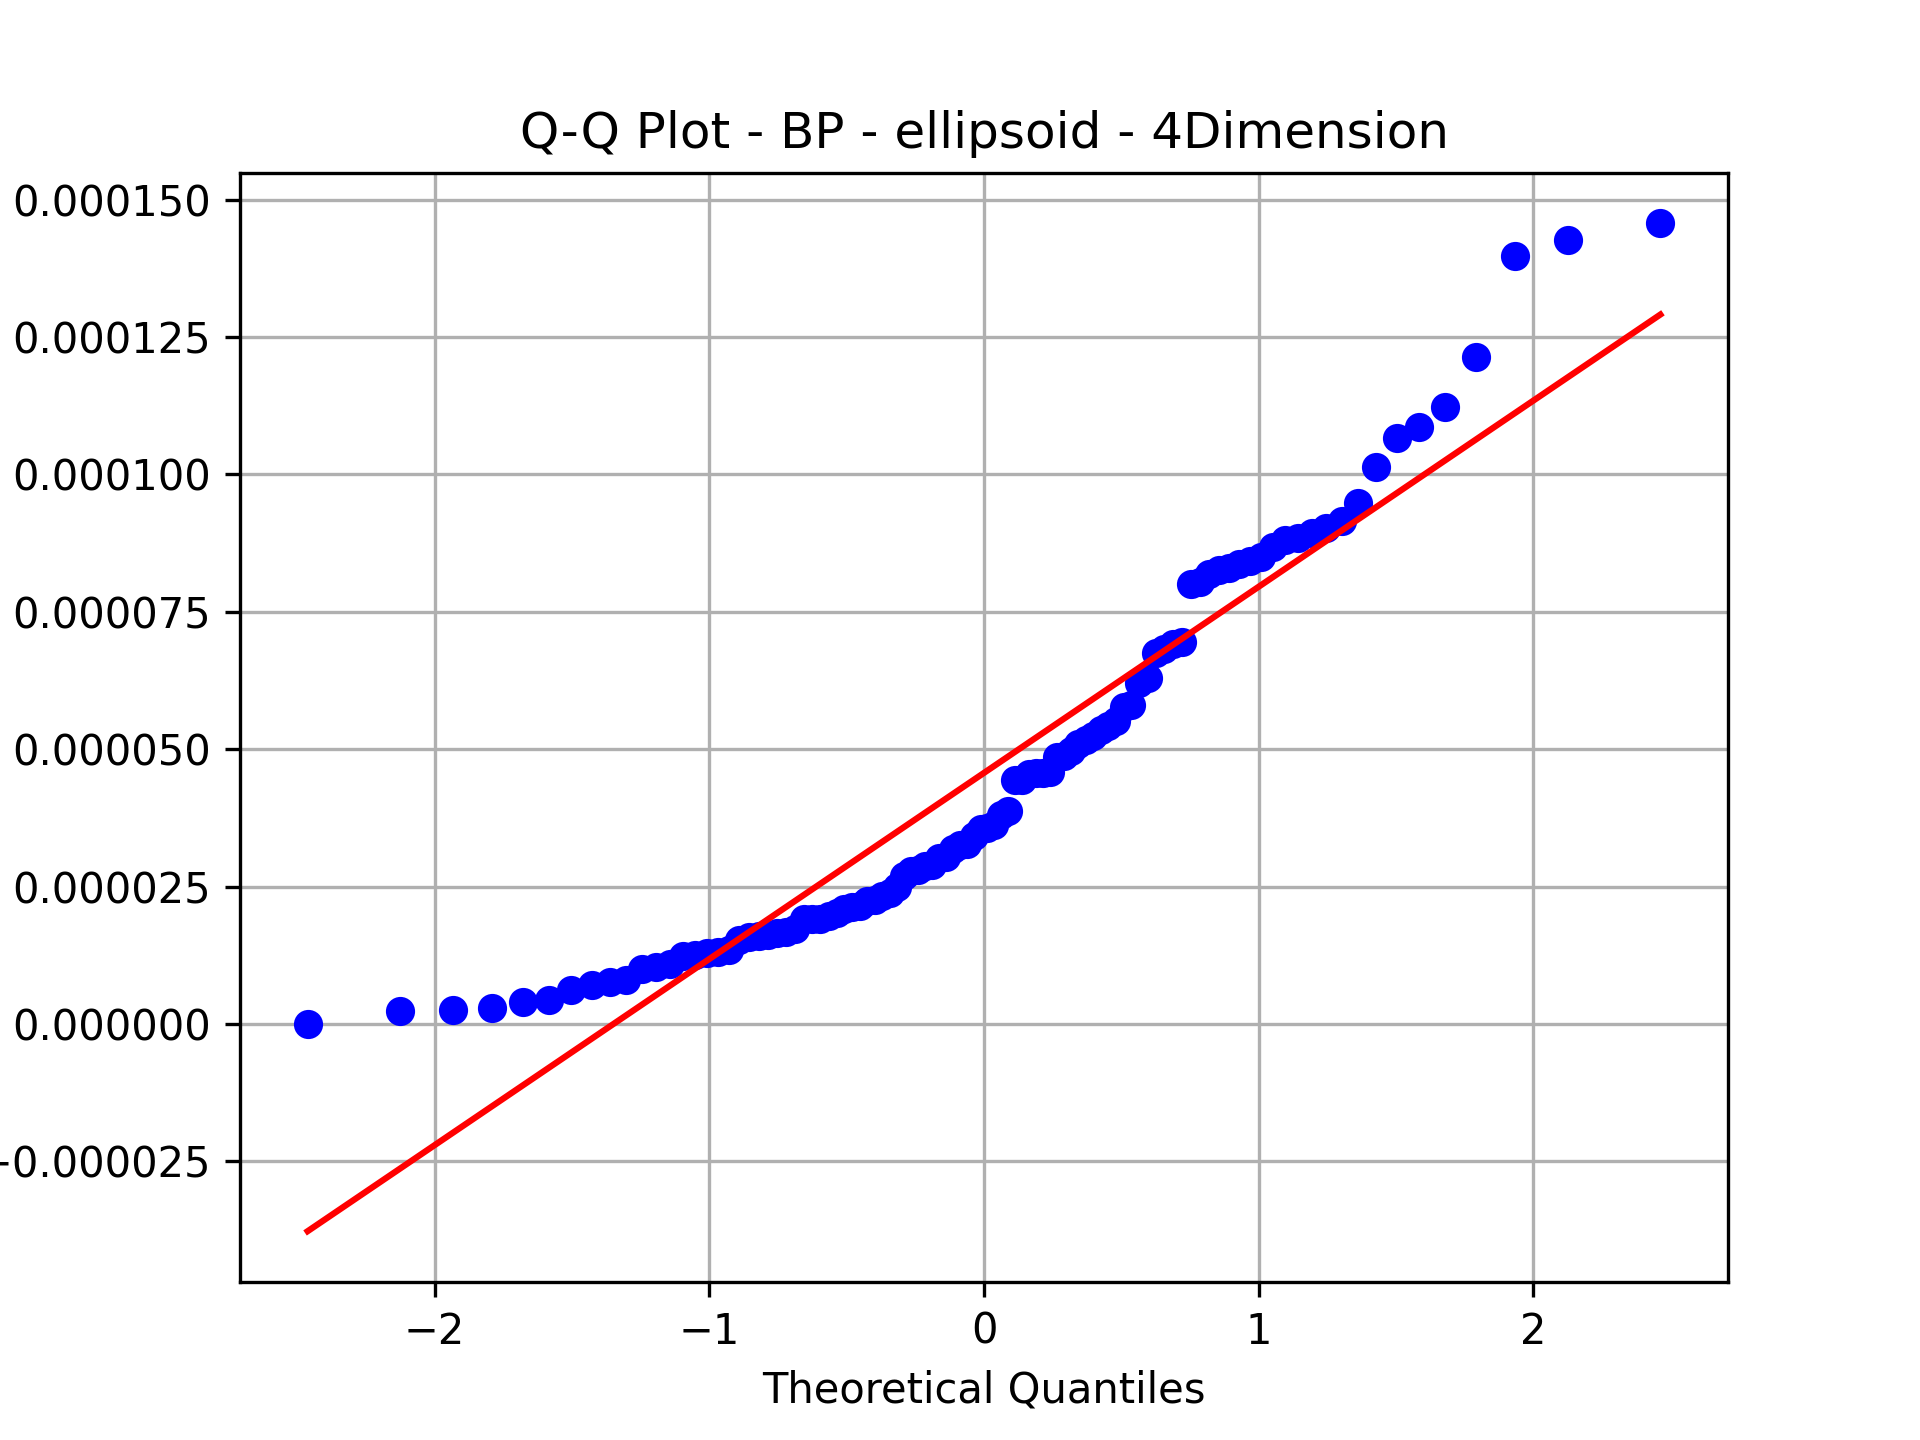 Q-Q Plot - BP - ellipsoid - 4Dimension
0.000150
0.000125
0.000100
0.000075
0.000050
0.000025
0.000000
−0.000025
−2 −1 0 1 2
Theoretical Quantiles